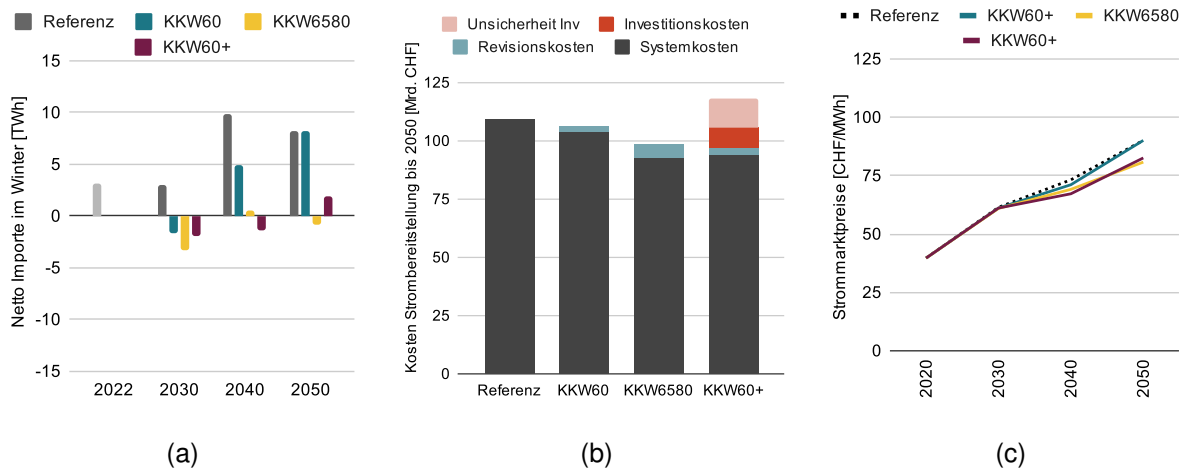 Referenz KKW60 KKW6580
KKW60+
Netto Importe im Winter [TWh]
15
10
5
0
-5
-10
-15
2022 2030 2040 2050
(a)
Unsicherheit Inv Investitionskosten
Revisionskosten Systemkosten
Kosten Strombereitstellung bis 2050 [Mrd. CHF]
125
100
75
50
25
0
Referenz KKW60 KKW6580 KKW60+
(b)
Referenz KKW60+ KKW6580
KKW60+
Strommarktpreise [CHF/MWh]
125
100
75
50
25
0
2020 2030 2040 2050
(c)